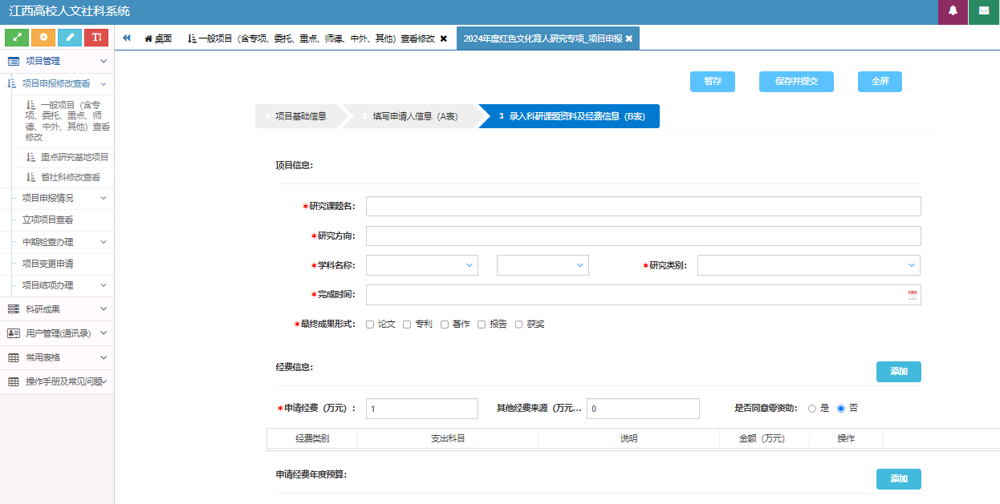 江西高校人文社科系统
TI
桌面
一般项目（含专项、委托、重点、师德、中外、其他）查看修改
2024年度红色文化育人研究专项_项目申报
项目管理
项目申报修改查看
一般项目（含专
项、委托、重点、师
德、中外、其他）查看
修改
重点研究基地项目
省社科修改查看
项目申报情况
立项项目查看
中期检查办理
项目变更申请
项目结项办理
科研成果
用户管理(通讯录)
常用表格
操作手册及常见问题
暂存
保存并提交
全屏
1 项目基础信息
2 填写申请人信息（A表）
3 录入科研课题资料及经费信息（B表）
项目信息:
*研究课题名:
*研究方向:
*学科名称:
*研究类别:
*完成时间:
*最终成果形式: 论文 专利 著作 报告 获奖
经费信息:
添加
*申请经费（万元）: 1
其他经费来源（万元... 0
是否同意零资助: 是 否
经费类别 支出科目 说明 金额（万元） 操作
申请经费年度预算:
添加